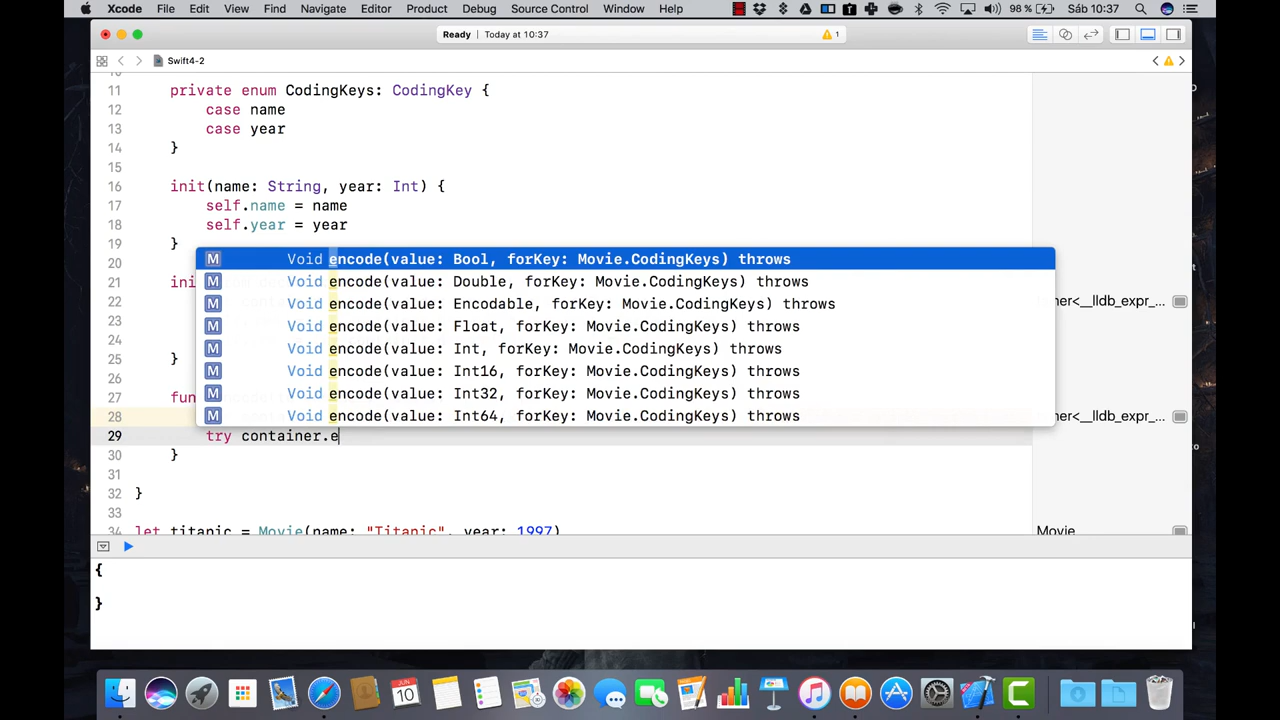 Xcode File Edit View Find Navigate Editor Product Debug Source Control Window Help 98 % Sáb 10:37
Ready Today at 10:37 1
Swift4-2
11 private enum CodingKeys: CodingKey {
12 case name
13 case year
14 }
15
16 init(name: String, year: Int) {
17 self.name = name
18 self.year = year
19 }
20
21 ini
22
23
24
25 }
26
27 fun
28
M Void encode(value: Bool, forKey: Movie.CodingKeys) throws
M Void encode(value: Double, forKey: Movie.CodingKeys) throws
M Void encode(value: Encodable, forKey: Movie.CodingKeys) throws
M Void encode(value: Float, forKey: Movie.CodingKeys) throws
M Void encode(value: Int, forKey: Movie.CodingKeys) throws
M Void encode(value: Int16, forKey: Movie.CodingKeys) throws
M Void encode(value: Int32, forKey: Movie.CodingKeys) throws
M Void encode(value: Int64, forKey: Movie.CodingKeys) throws
29 try container.e
30 }
31
32 }
33
34 let titanic = Movie(name: "Titanic", year: 1997)
Movie
{
}
JUN
10